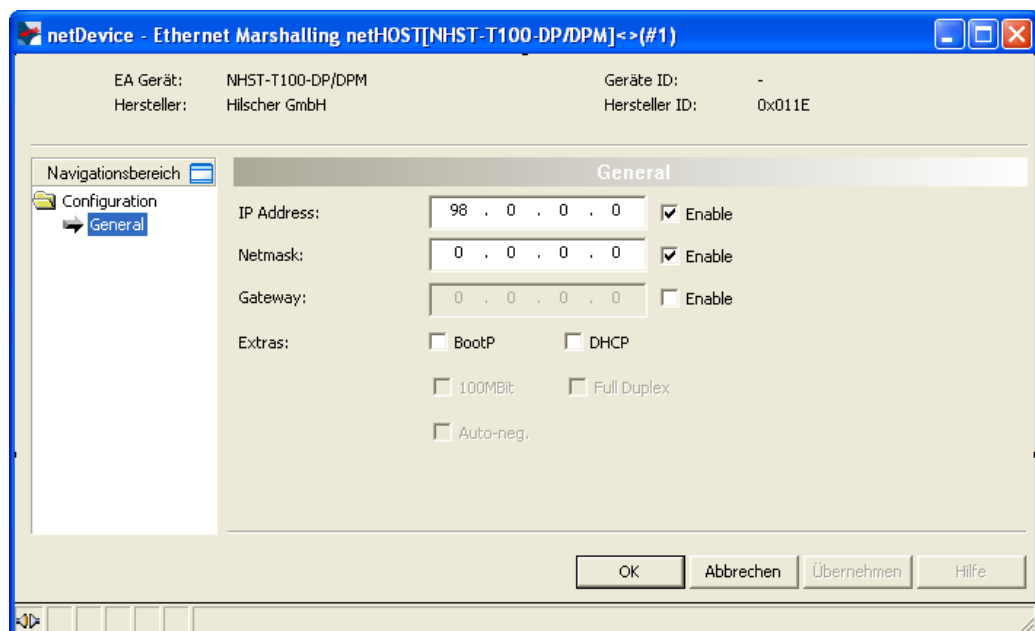 netDevice - Ethernet Marshalling netHOST[NHST-T100-DP/DPM]<>(#1)
EA Gerät: NHST-T100-DP/DPM Geräte ID: -
Hersteller: Hilscher GmbH Hersteller ID: 0x011E
Navigationsbereich General
Configuration
General
IP Address: 98 . 0 . 0 . 0 Enable
Netmask: 0 . 0 . 0 . 0 Enable
Gateway: 0 . 0 . 0 . 0 Enable
Extras: BootP DHCP
100MBit Full Duplex
Auto-neg.
OK Abbrechen Übernehmen Hilfe